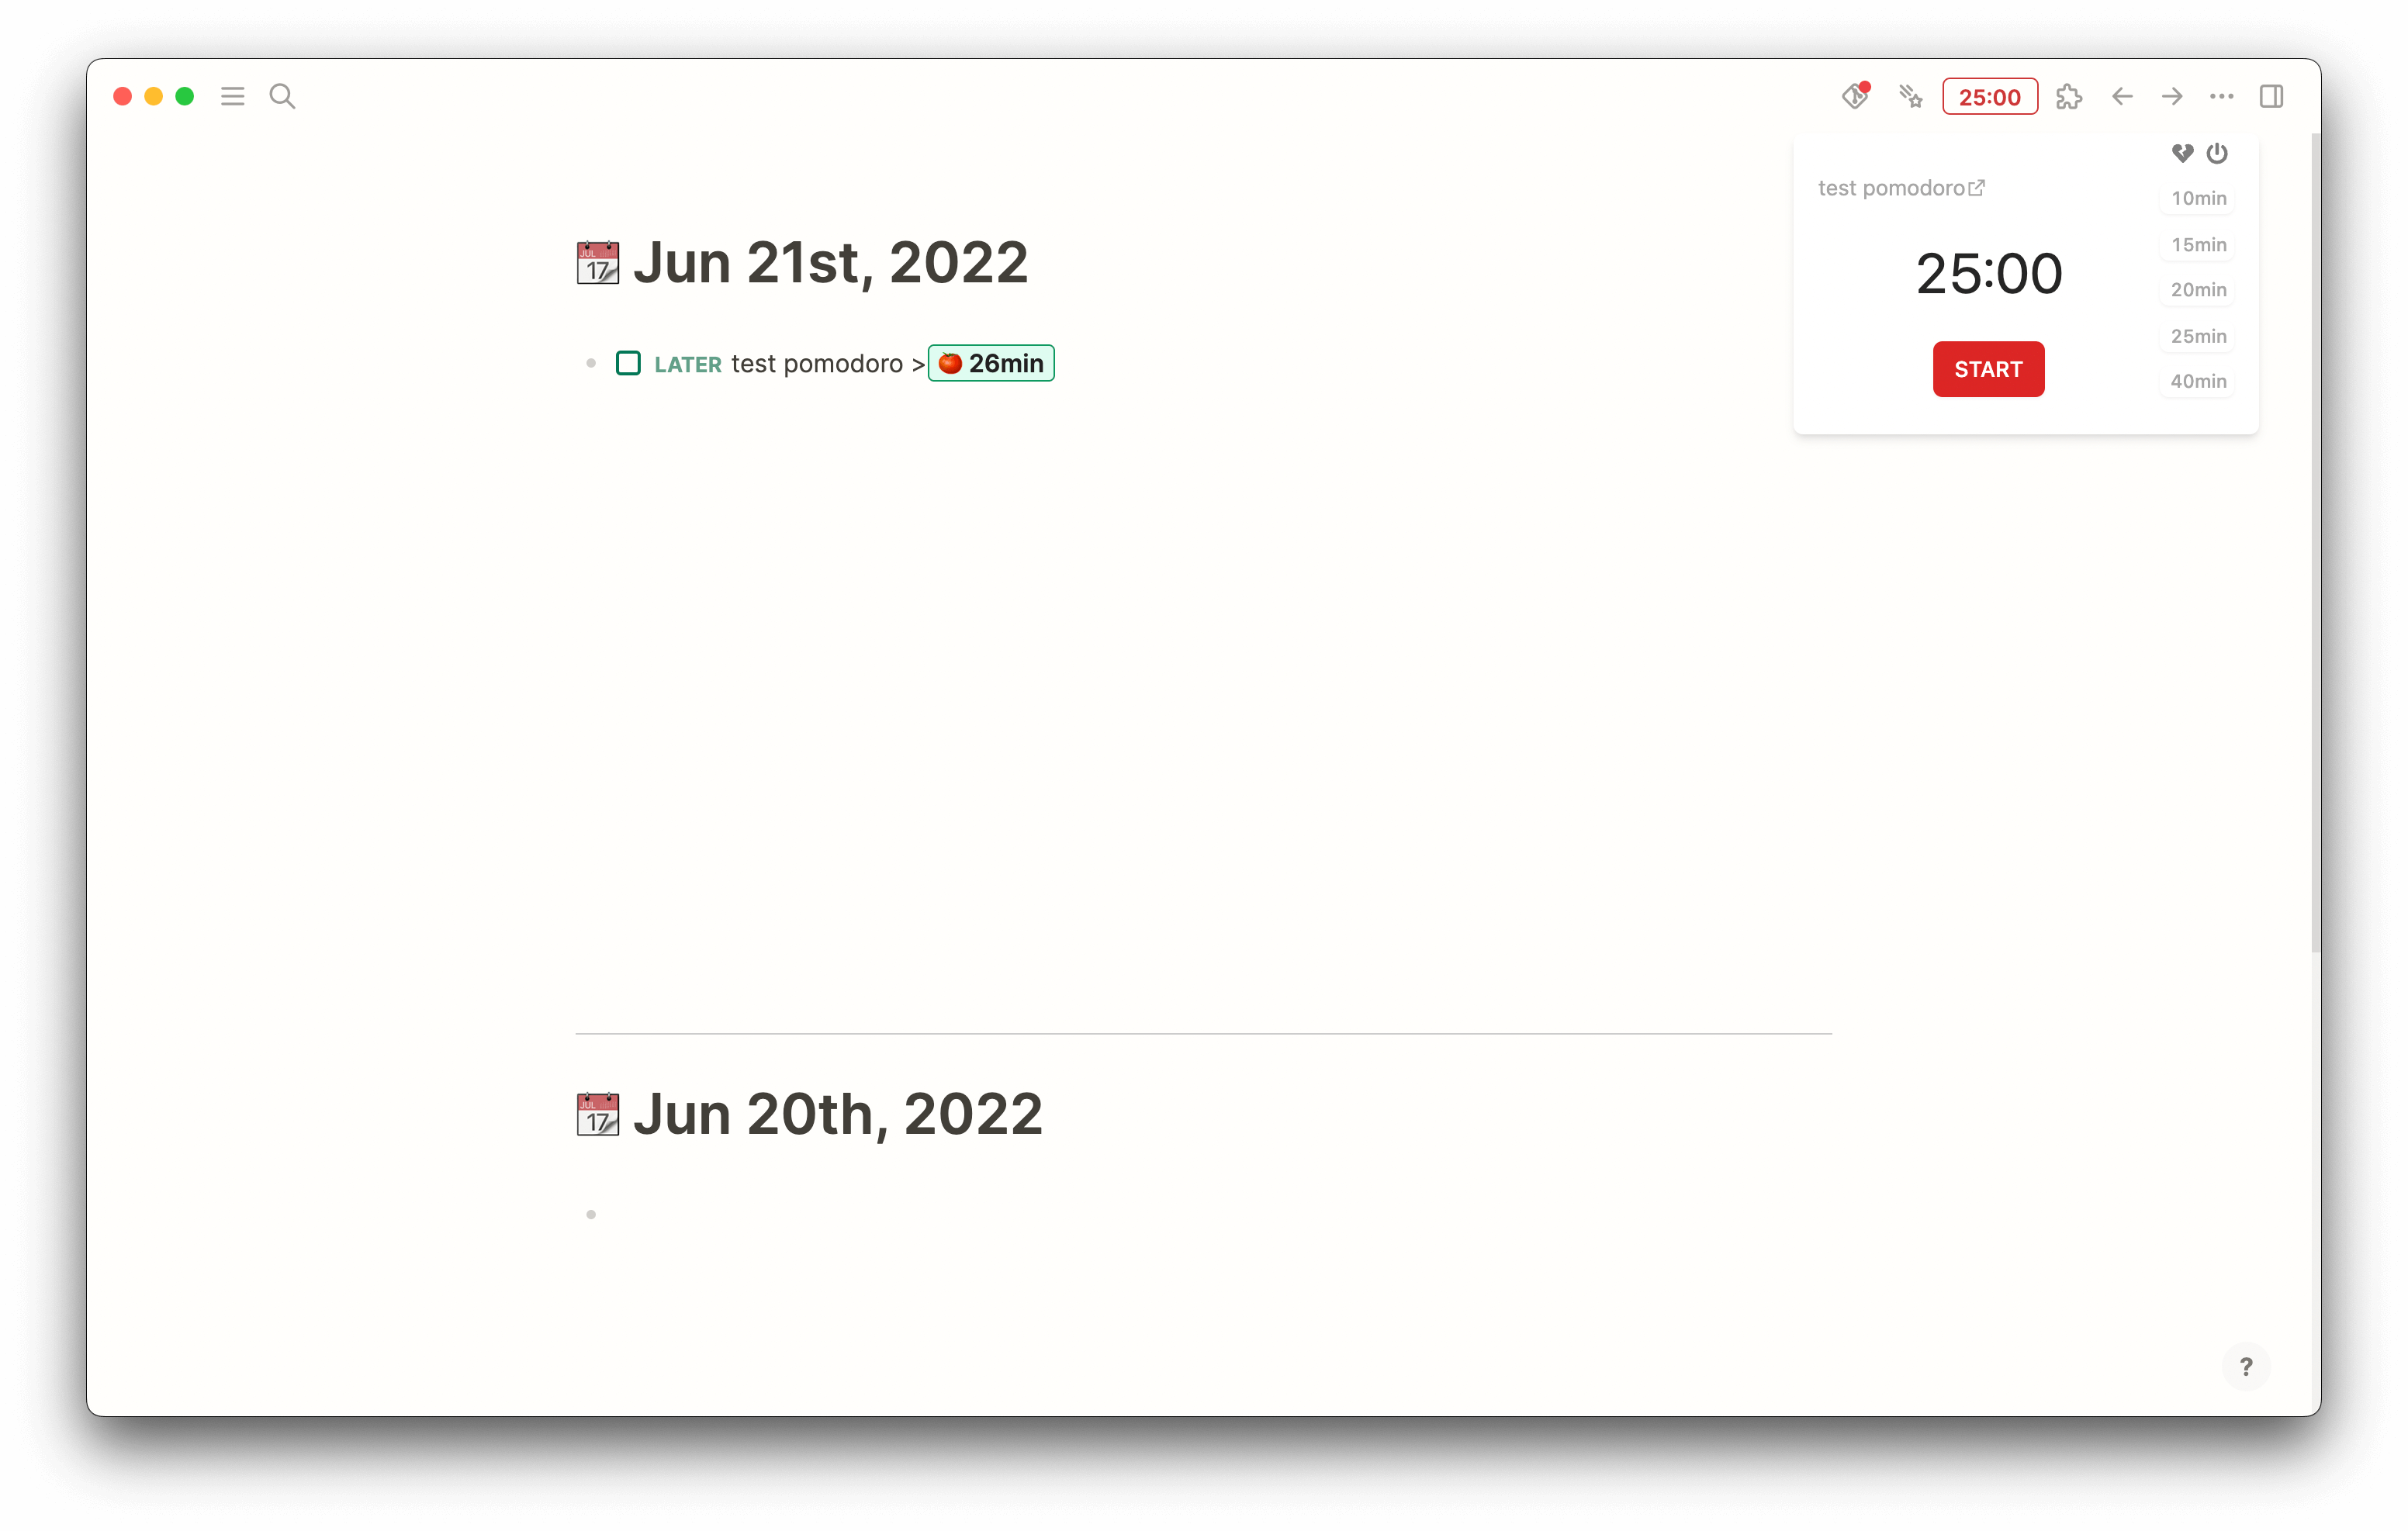 25:00
test pomodoro
10min
15min
20min
25min
40min
25:00
START
JUL 17 Jun 21st, 2022
LATER test pomodoro > 🍅 26min
JUL 17 Jun 20th, 2022
?